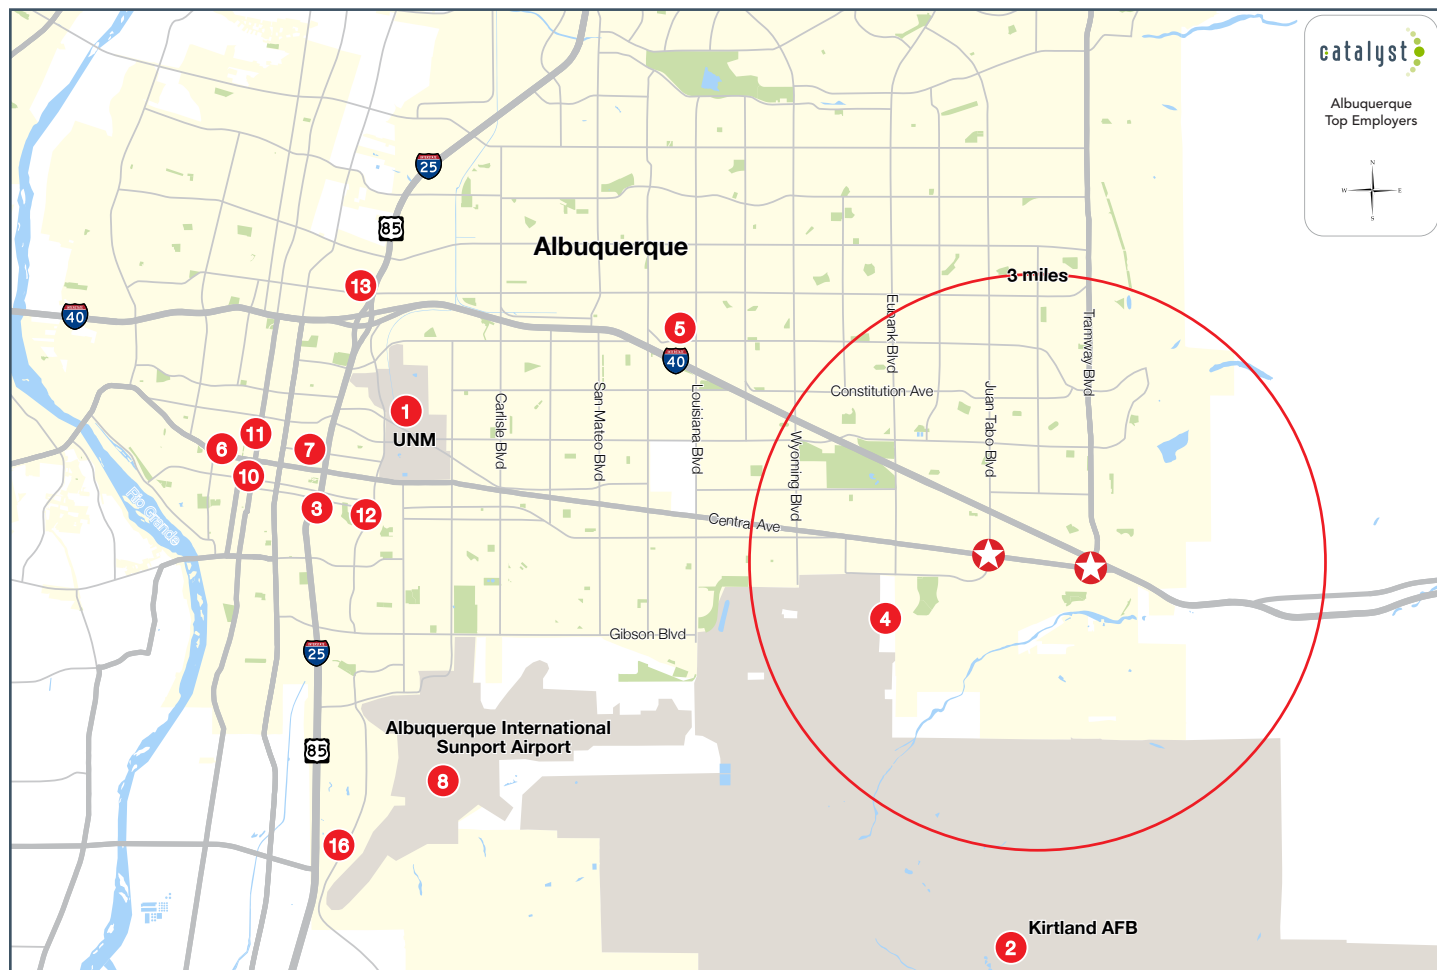 catalyst
Albuquerque
Top Employers
N
W
E
S
25
85
Albuquerque
3 miles
13
40
5
40
Eubank Blvd
Tramway Blvd
Constitution Ave
Juan Tabo Blvd
San Mateo Blvd
Louisiana Blvd
Carlisle Blvd
Wyoming Blvd
1
UNM
11
6
7
10
3
12
Rio Grande
Central Ave
4
Gibson Blvd
25
Albuquerque International
Sunport Airport
85
8
16
Kirtland AFB
2